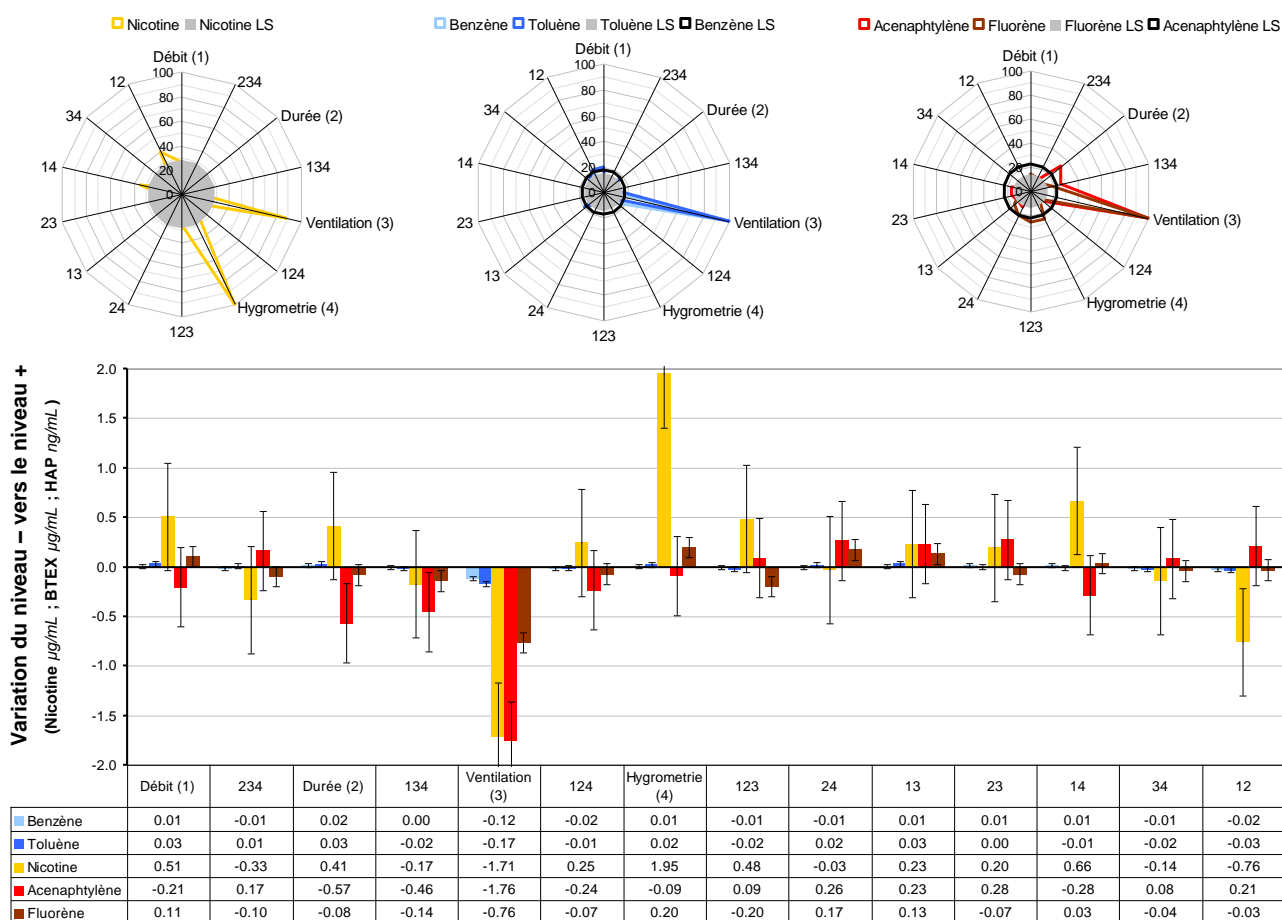 Nicotine Nicotine LS
Débit (1)
100
80
60
40
20
0
234
Durée (2)
134
Ventilation (3)
124
Hygrometrie (4)
123
24
13
23
14
34
12
Benzène Toluène Toluène LS Benzène LS
Débit (1)
100
80
60
40
20
0
234
Durée (2)
134
Ventilation (3)
124
Hygrometrie (4)
123
24
13
23
14
34
12
Acenaphtylène Fluorène Fluorène LS Acenaphtylène LS
Débit (1)
100
80
60
40
20
0
234
Durée (2)
134
Ventilation (3)
124
Hygrometrie (4)
123
24
13
23
14
34
12
Variation du niveau – vers le niveau +
(Nicotine µg/mL ; BTEX µg/mL ; HAP ng/mL )
2.0
1.5
1.0
0.5
0.0
-0.5
-1.0
-1.5
-2.0
Débit (1) 234 Durée (2) 134 Ventilation (3) 124 Hygrometrie (4) 123 24 13 23 14 34 12
Benzène 0.01 -0.01 0.02 0.00 -0.12 -0.02 0.01 -0.01 -0.01 0.01 0.01 0.01 -0.01 -0.02
Toluène 0.03 0.01 0.03 -0.02 -0.17 -0.01 0.02 -0.02 0.02 0.03 0.00 -0.01 -0.02 -0.03
Nicotine 0.51 -0.33 0.41 -0.17 -1.71 0.25 1.95 0.48 -0.03 0.23 0.20 0.66 -0.14 -0.76
Acenaphtylène -0.21 0.17 -0.57 -0.46 -1.76 -0.24 -0.09 0.09 0.26 0.23 0.28 -0.28 0.08 0.21
Fluorène 0.11 -0.10 -0.08 -0.14 -0.76 -0.07 0.20 -0.20 0.17 0.13 -0.07 0.03 -0.04 -0.03